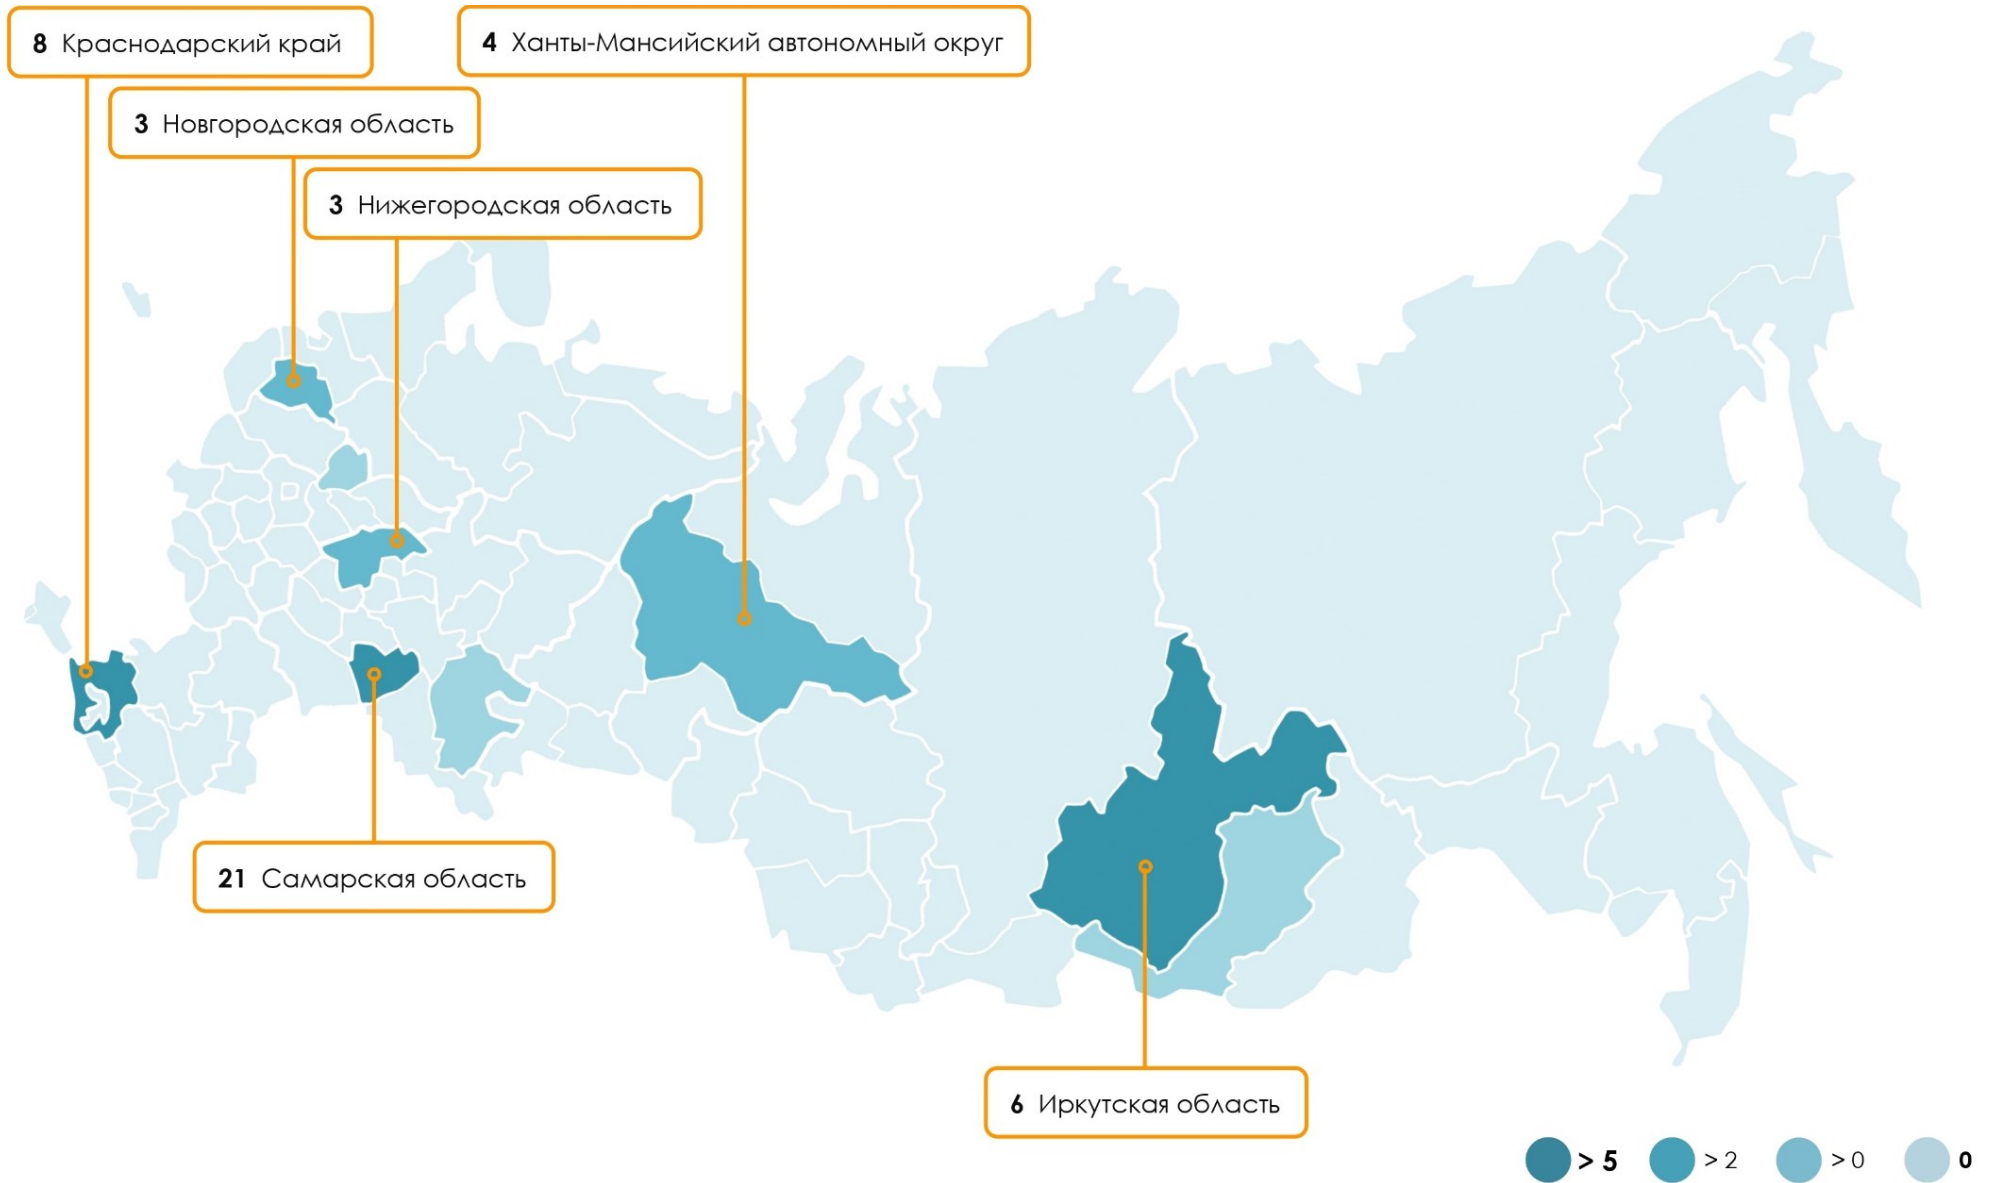 8 Краснодарский край
4 Ханты-Мансийский автономный округ
3 Новгородская область
3 Нижегородская область
21 Самарская область
6 Иркутская область
> 5
> 2
> 0
0